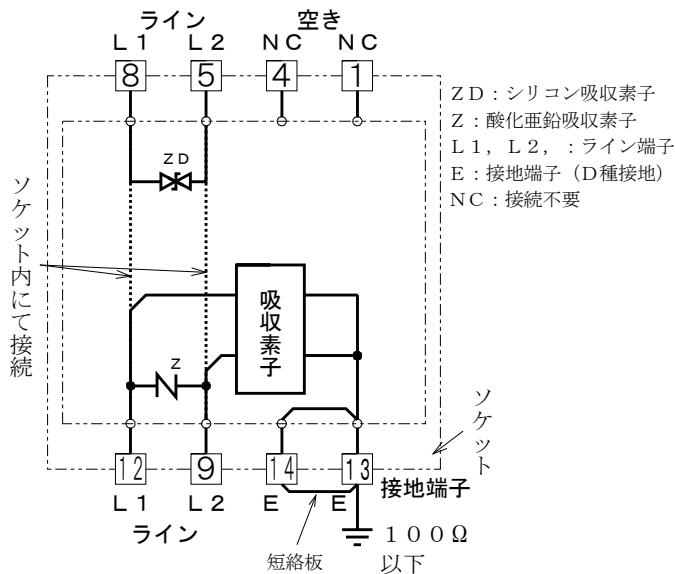 ライン 空き
L1 L2 NC NC
8 5 4 1
ZD：シリコン吸収素子
Z：酸化亜鉛吸収素子
L1，L2，：ライン端子
E：接地端子（D種接地）
NC：接続不要
ZD
ソケット内にて接続
吸収素子
Z
ソケット
12 9 14 13
接地端子
L1 L2 E E
ライン
短絡板
100Ω
以下